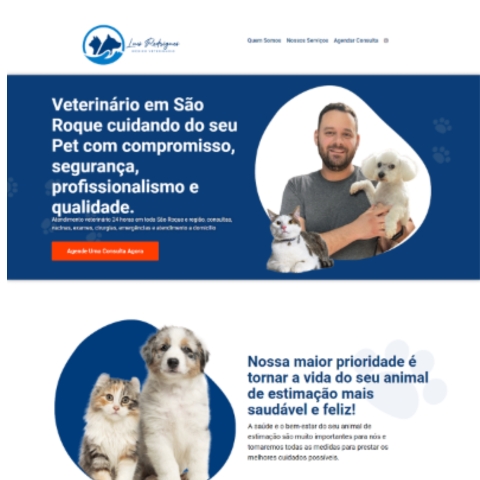 Luis Rodrigues
Quem Somos Nossos Serviços Agendar Consulta
Veterinário em São
Roque cuidando do seu
Pet com compromisso,
segurança,
profissionalismo e
qualidade.
Atendimento veterinário 24 horas em toda São Roque e região, consultas,
vacinas, exames, cirurgias, emergências e atendimento a domicílio
Agende Uma Consulta Agora
Nossa maior prioridade é
tornar a vida do seu animal
de estimação mais
saudável e feliz!
A saúde e o bem-estar do seu animal de
estimação são muito importantes para nós e
tomaremos todas as medidas para prestar os
melhores cuidados possíveis.